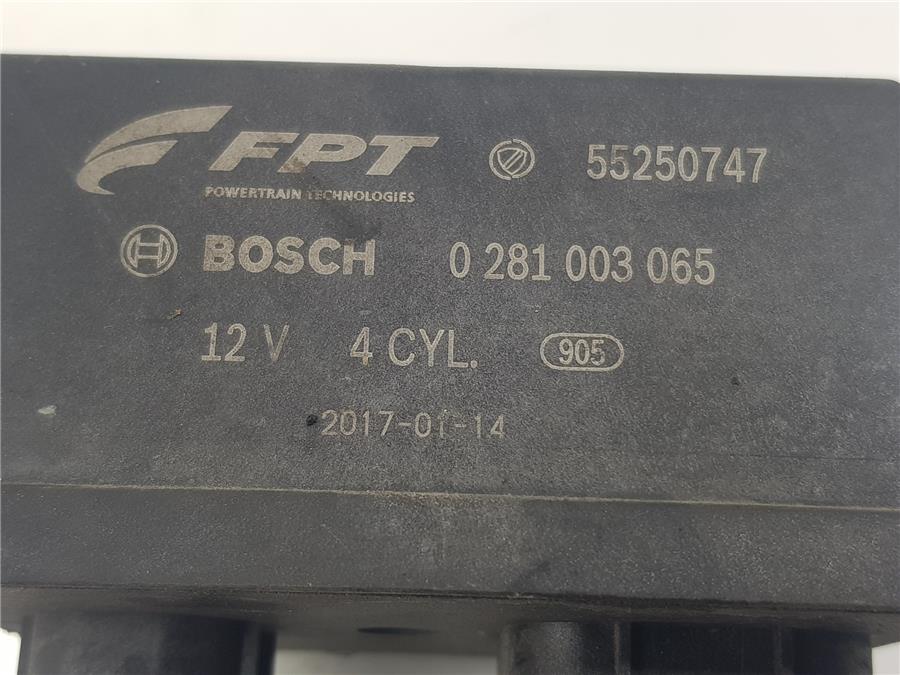 FPT 55250747
POWERTRAIN TECHNOLOGIES
BOSCH 0 281 003 065
12 V 4 CYL. 905
2017-01-14